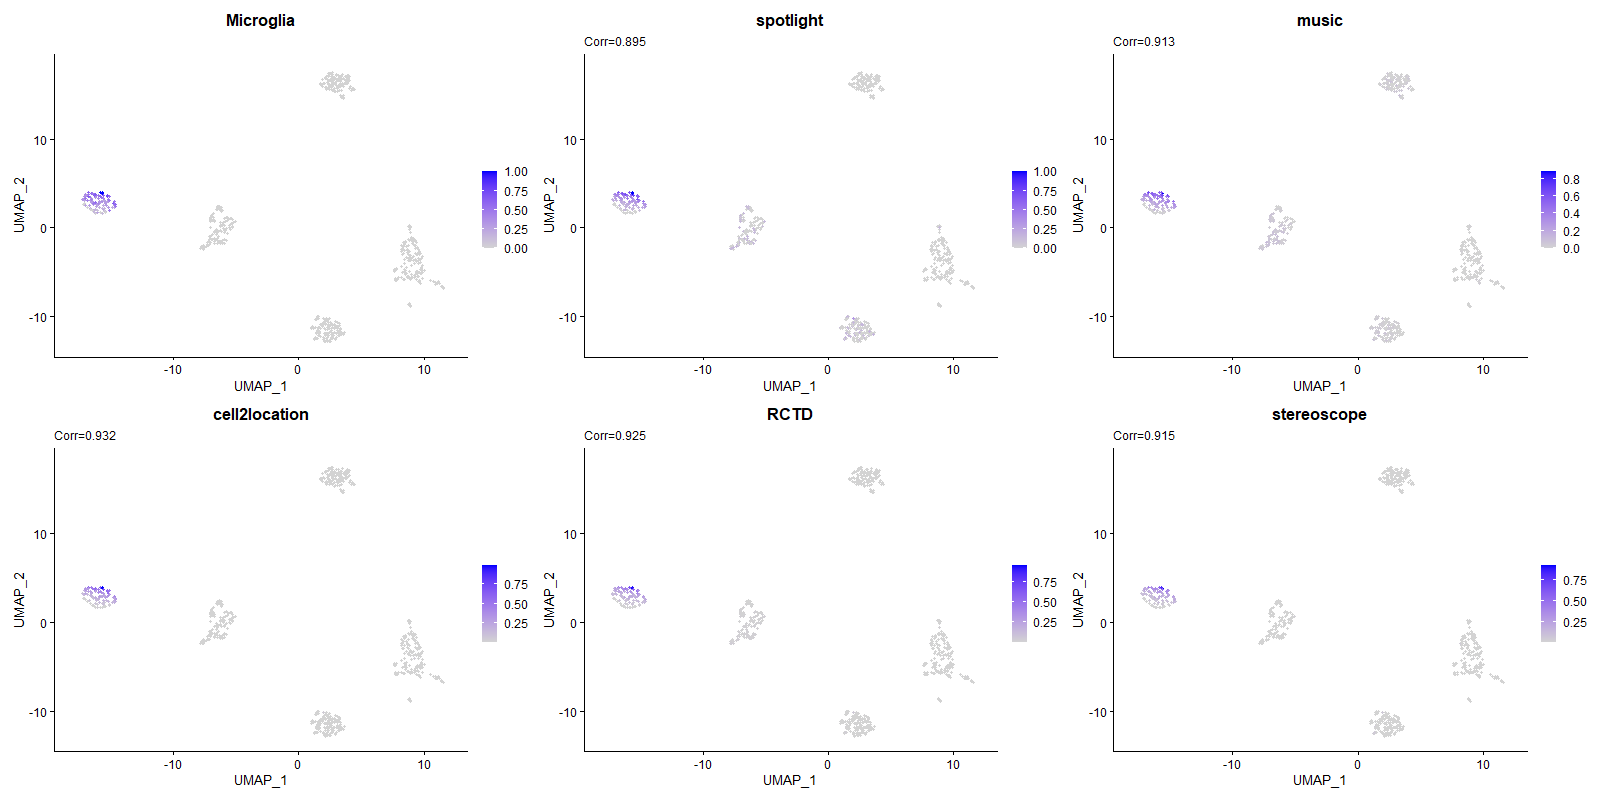 Microglia
10
0
-10
UMAP_2
-10
0
10
UMAP_1
1.00
0.75
0.50
0.25
0.00
spotlight
Corr=0.895
10
0
-10
UMAP_2
-10
0
10
UMAP_1
1.00
0.75
0.50
0.25
0.00
music
Corr=0.913
10
0
-10
UMAP_2
-10
0
10
UMAP_1
0.8
0.6
0.4
0.2
0.0
cell2location
Corr=0.932
10
0
-10
UMAP_2
-10
0
10
UMAP_1
0.75
0.50
0.25
RCTD
Corr=0.925
10
0
-10
UMAP_2
-10
0
10
UMAP_1
0.75
0.50
0.25
stereoscope
Corr=0.915
10
0
-10
UMAP_2
-10
0
10
UMAP_1
0.75
0.50
0.25